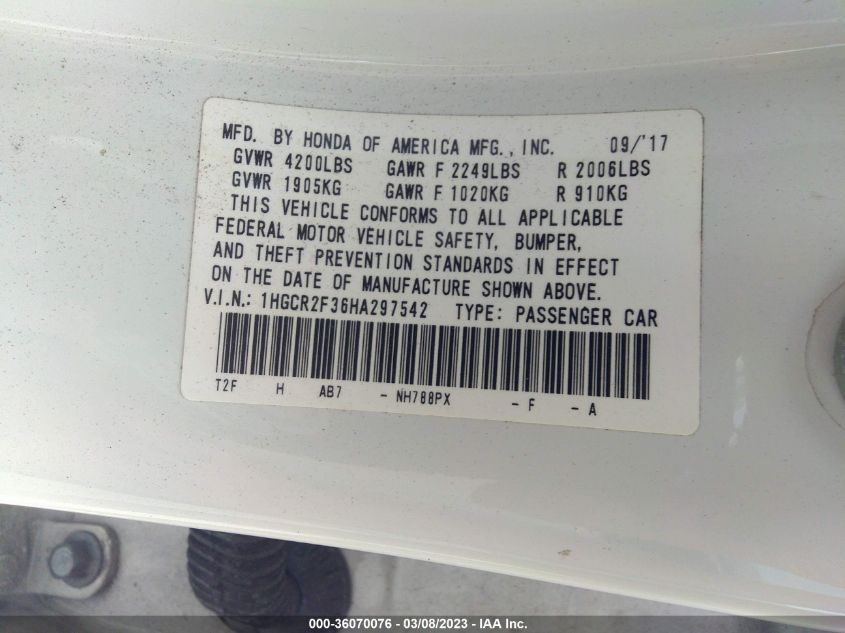 MFD. BY HONDA OF AMERICA MFG., INC. 09/'17
GVWR 4200LBS GAWR F 2249LBS R 2006LBS
GVWR 1905KG GAWR F 1020KG R 910KG
THIS VEHICLE CONFORMS TO ALL APPLICABLE
FEDERAL MOTOR VEHICLE SAFETY, BUMPER,
AND THEFT PREVENTION STANDARDS IN EFFECT
ON THE DATE OF MANUFACTURE SHOWN ABOVE.
V.I.N.: 1HGCR2F36HA297542 TYPE: PASSENGER CAR
T2F H AB7 - NH788PX - F - A
000-36070076 - 03/08/2023 - IAA Inc.